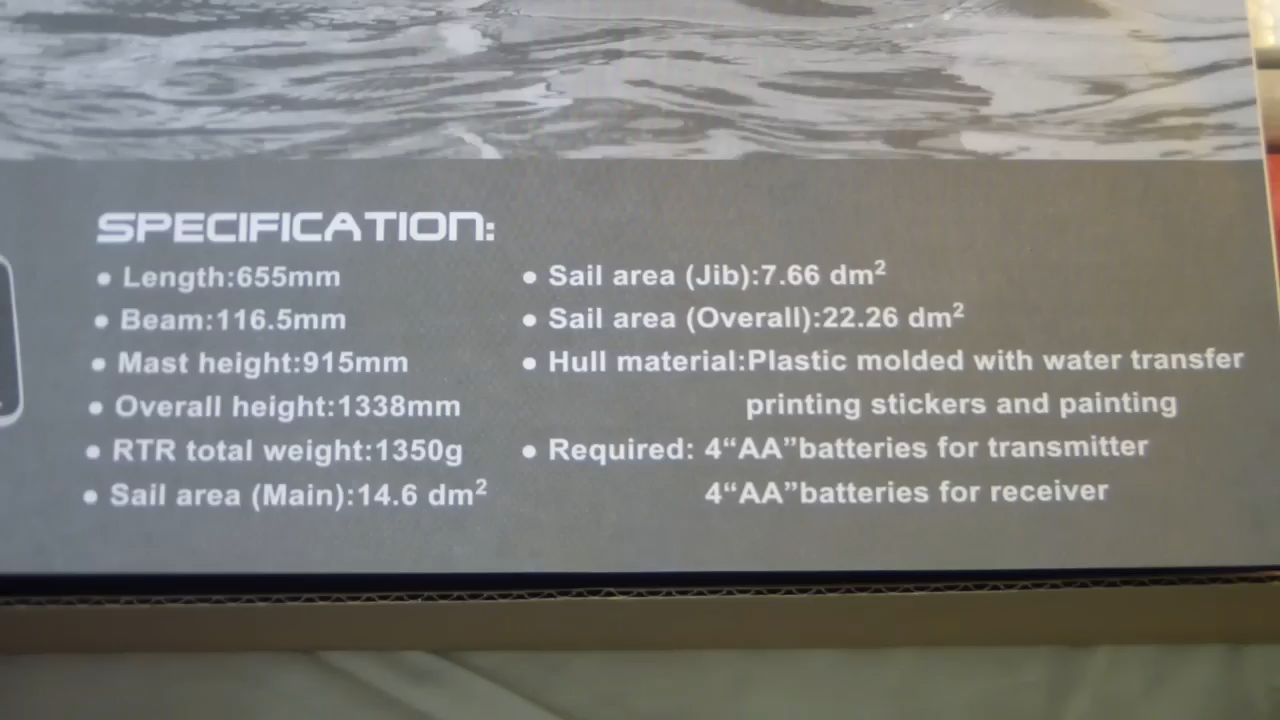 SPECIFICATION:
• Length:655mm
• Beam:116.5mm
• Mast height:915mm
• Overall height:1338mm
• RTR total weight:1350g
• Sail area (Main):14.6 dm²
• Sail area (Jib):7.66 dm²
• Sail area (Overall):22.26 dm²
• Hull material:Plastic molded with water transfer
printing stickers and painting
• Required: 4“AA”batteries for transmitter
4“AA”batteries for receiver